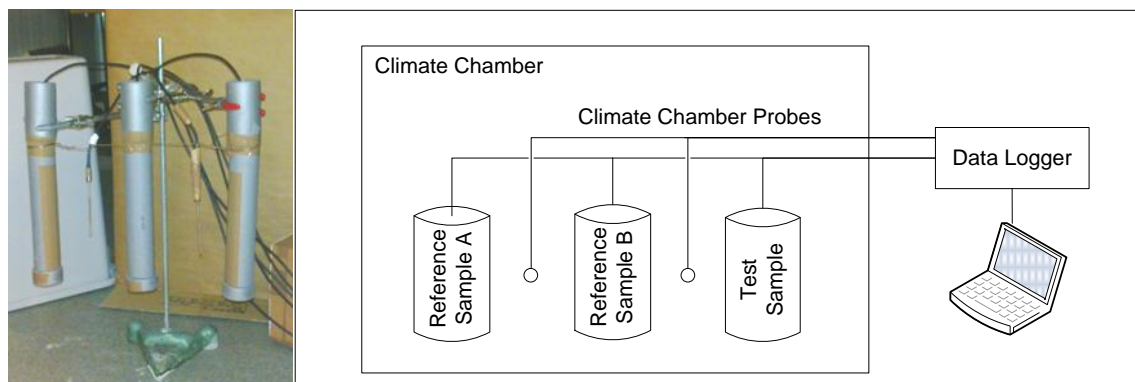 Climate Chamber
Climate Chamber Probes
Data Logger
Reference
Sample A
Reference
Sample B
Test
Sample